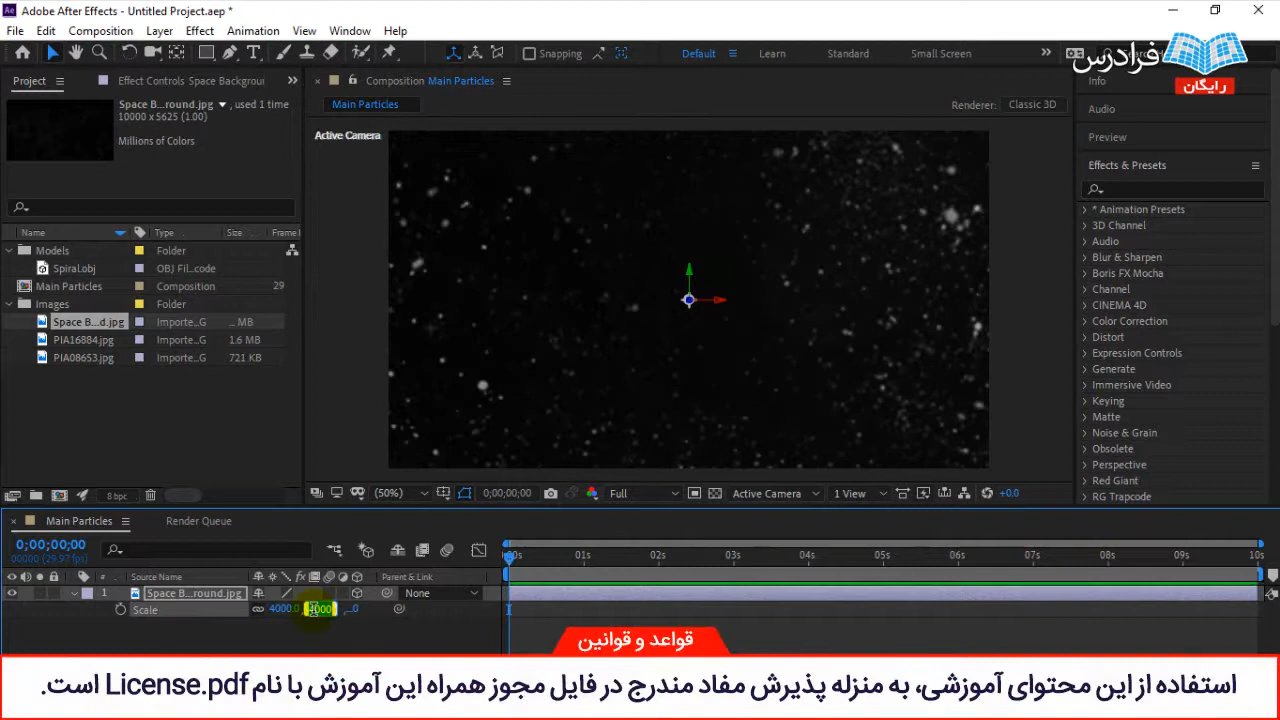 Ae Adobe After Effects - Untitled Project.aep *
File Edit Composition Layer Effect Animation View Window Help
Snapping Default Learn Standard Small Screen
فرادرس
رایگان
Project Effect Controls Space Backgroui
Composition Main Particles
Info
Main Particles
Renderer: Classic 3D
Space B...round.jpg , used 1 time
10000 x 5625 (1.00)
Millions of Colors
Active Camera
Audio
Preview
Effects & Presets
Name Type Size Frame I
Models Folder
Spiral.obj OBJ Fil...code
Main Particles Composition 29
Images Folder
Space B...d.jpg Importe...G ... MB
PIA16884.jpg Importe...G 1.6 MB
PIA08653.jpg Importe...G 721 KB
* Animation Presets
3D Channel
Audio
Blur & Sharpen
Boris FX Mocha
Channel
CINEMA 4D
Color Correction
Distort
Expression Controls
Generate
Immersive Video
Keying
Matte
Noise & Grain
Obsolete
Perspective
Red Giant
RG Trapcode
8 bpc
(50%) 0;00;00;00 Full Active Camera 1 View +0.0
Main Particles Render Queue
0;00;00;00
00000 (29.97 fps)
00s 01s 02s 03s 04s 05s 06s 07s 08s 09s 10s
# Source Name Parent & Link
1 Space B...round.jpg None
Scale 4000.0, 4000 ,...0
قواعد و قوانین
استفاده از این محتوای آموزشی، به منزله پذیرش مفاد مندرج در فایل مجوز همراه این آموزش با نام License.pdf است.